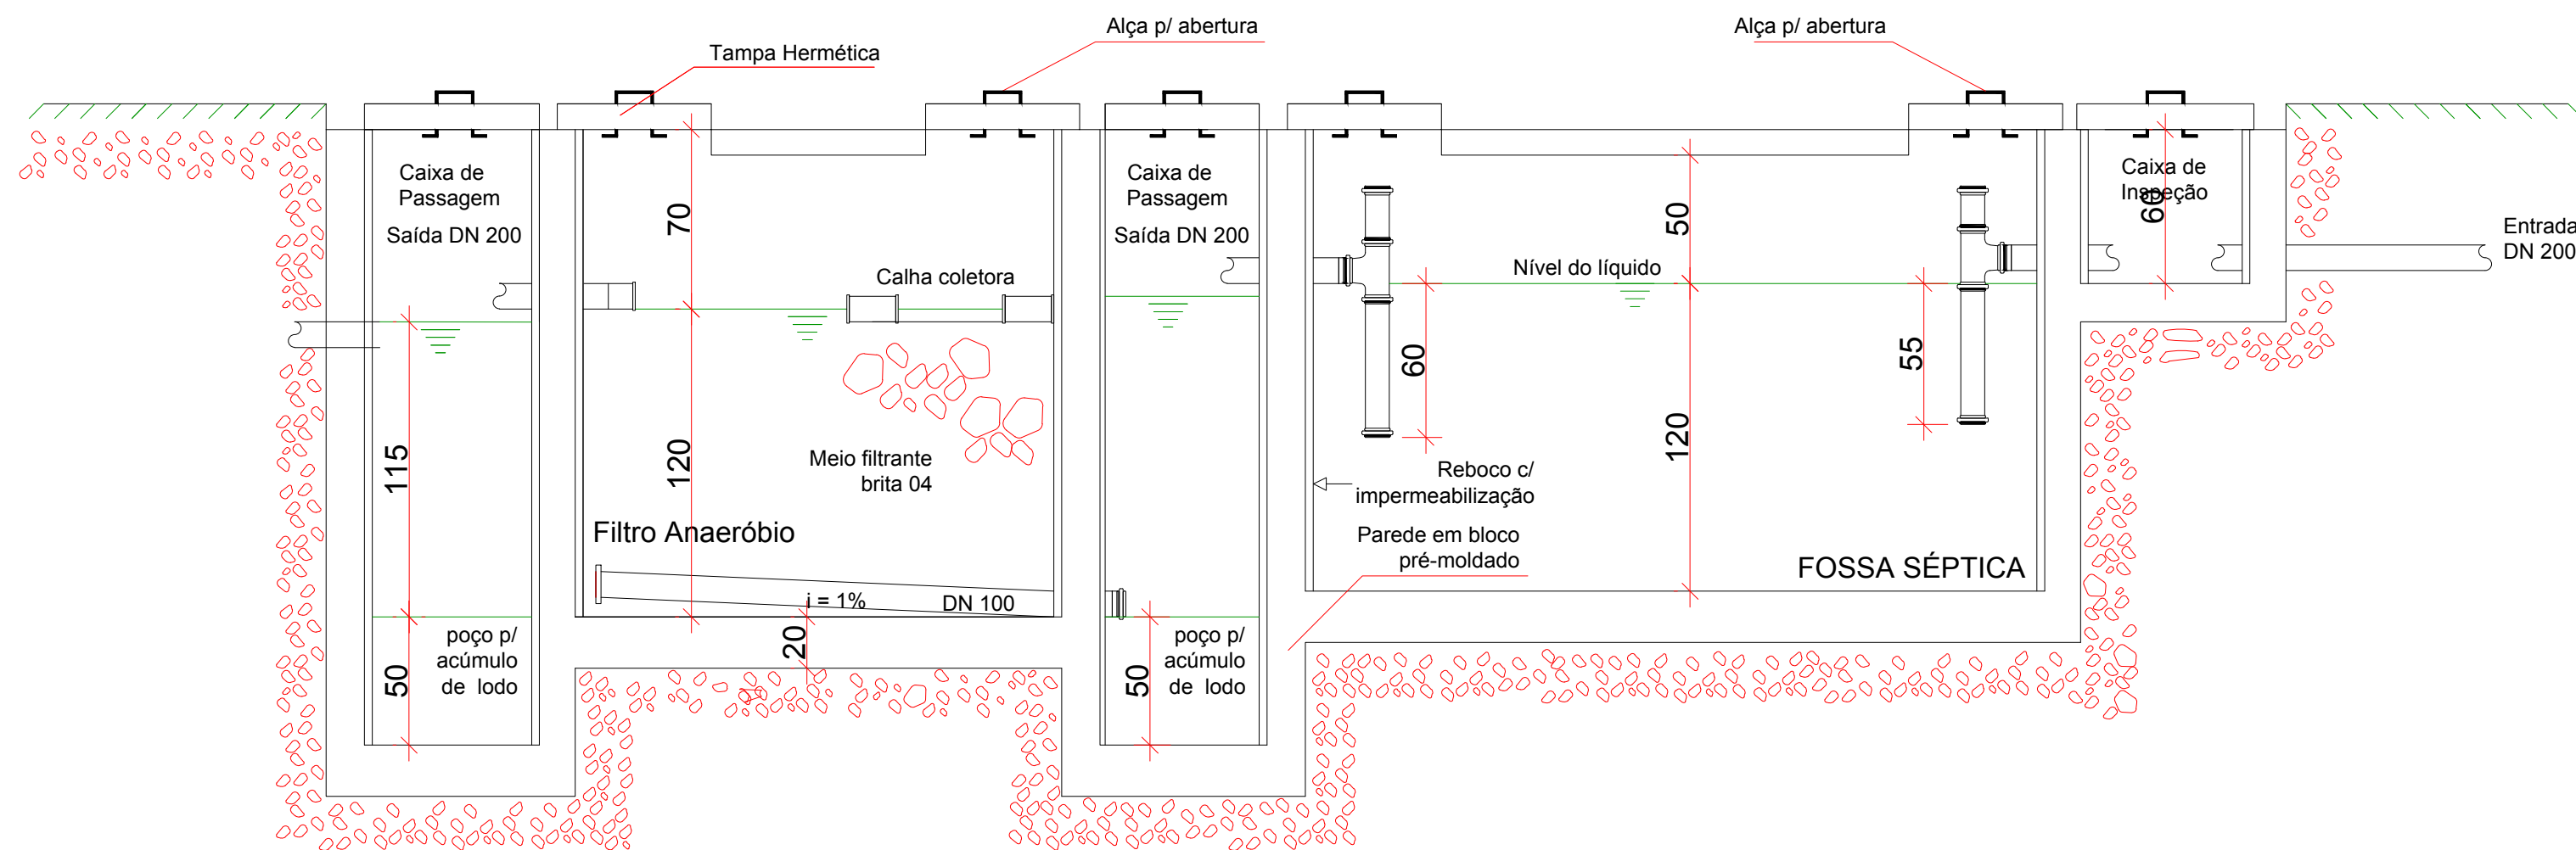 Alça p/ abertura
Alça p/ abertura
Tampa Hermética
Caixa de
Passagem
Saída DN 200
70
Calha coletora
Caixa de
Passagem
Saída DN 200
50
Nível do líquido
Caixa de
Inspeção
60
Entrada
DN 200
115
120
Meio filtrante
brita 04
Filtro Anaeróbio
i = 1%
DN 100
20
60
120
55
Reboco c/
impermeabilização
Parede em bloco
pré-moldado
FOSSA SÉPTICA
50
poço p/
acúmulo
de lodo
50
poço p/
acúmulo
de lodo